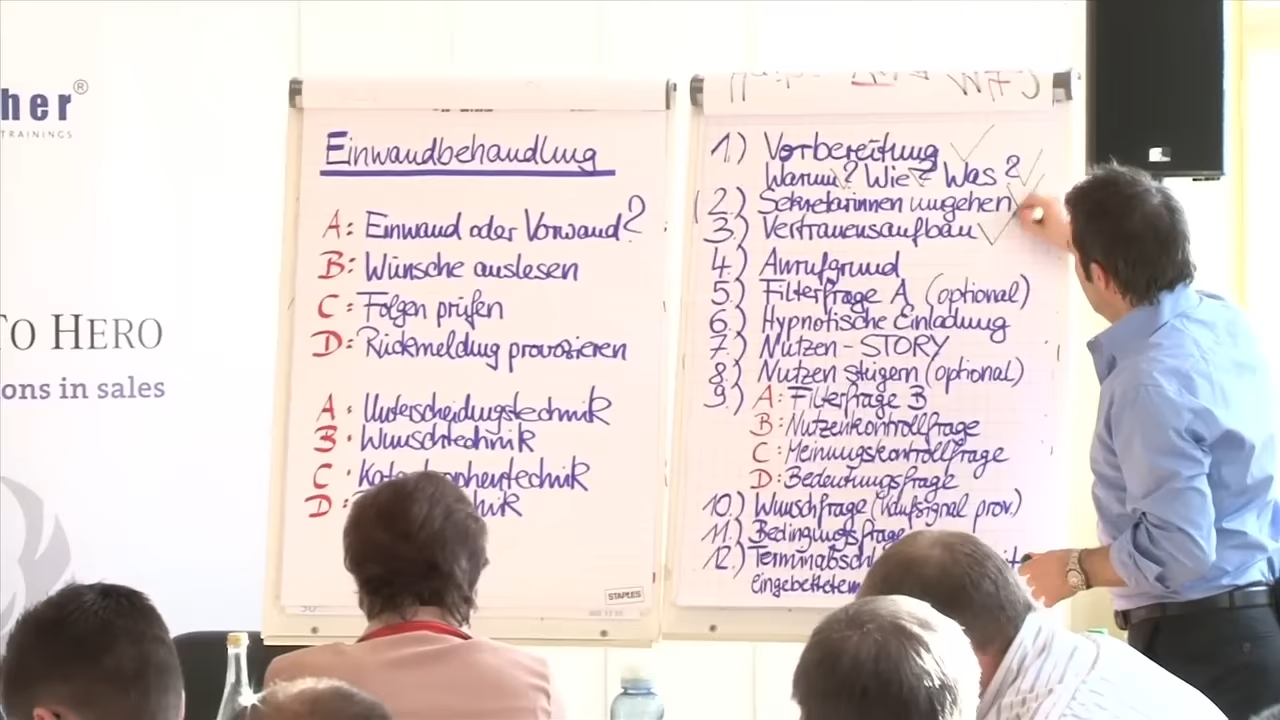 her®
TRAININGS
TO HERO
ons in sales
Einwandbehandlung
A: Einwand oder Vorwand?
B: Wünsche auslesen
C: Folgen prüfen
D: Rückmeldung provozieren
A: Unterscheidungstechnik
B: Wunschtechnik
C: Katastrophentechnik
D: nik
STAPLES
1.) Vorbereitung
Warum? Wie? Was?
(2.) Sekretärinnen umgehen
3.) Vertrauensaufbau
4.) Anrufgrund
5.) Filterfrage A (optional)
6.) Hypnotische Einladung
7.) Nutzen-STORY
8.) Nutzen steigern (optional)
9.) A: Filterfrage B
B: Nutzenkontrollfrage
C: Meinungskontrollfrage
D: Bedeutungsfrage
10.) Wunschfrage (Kaufsignal prov.)
11.) Bedingungsfrage
12.) Terminabschl it
eingebettetem